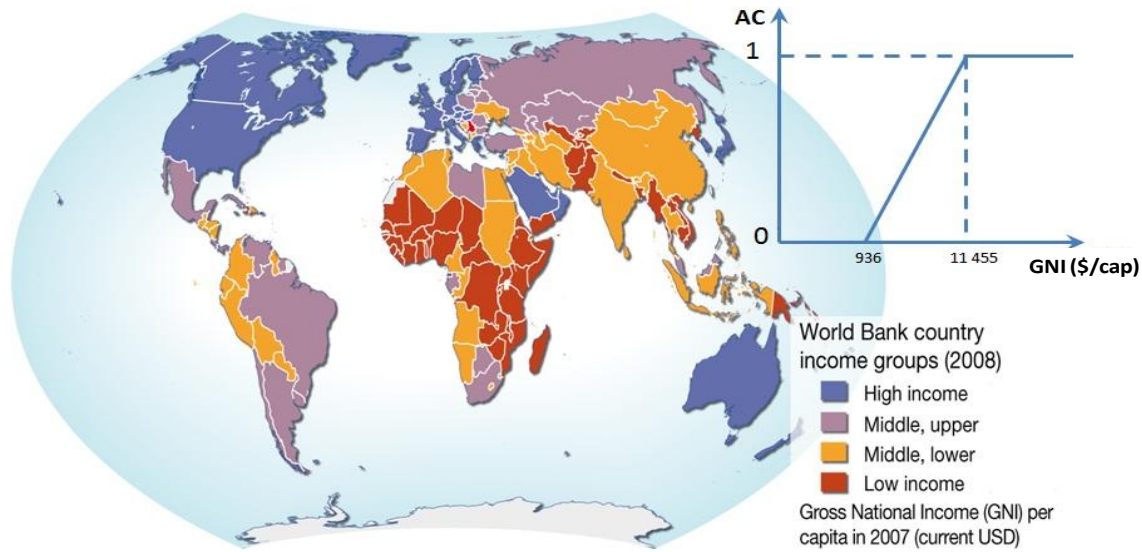 AC
1
0
936
11 455
GNI ($/cap)
World Bank country
income groups (2008)
High income
Middle, upper
Middle, lower
Low income
Gross National Income (GNI) per
capita in 2007 (current USD)